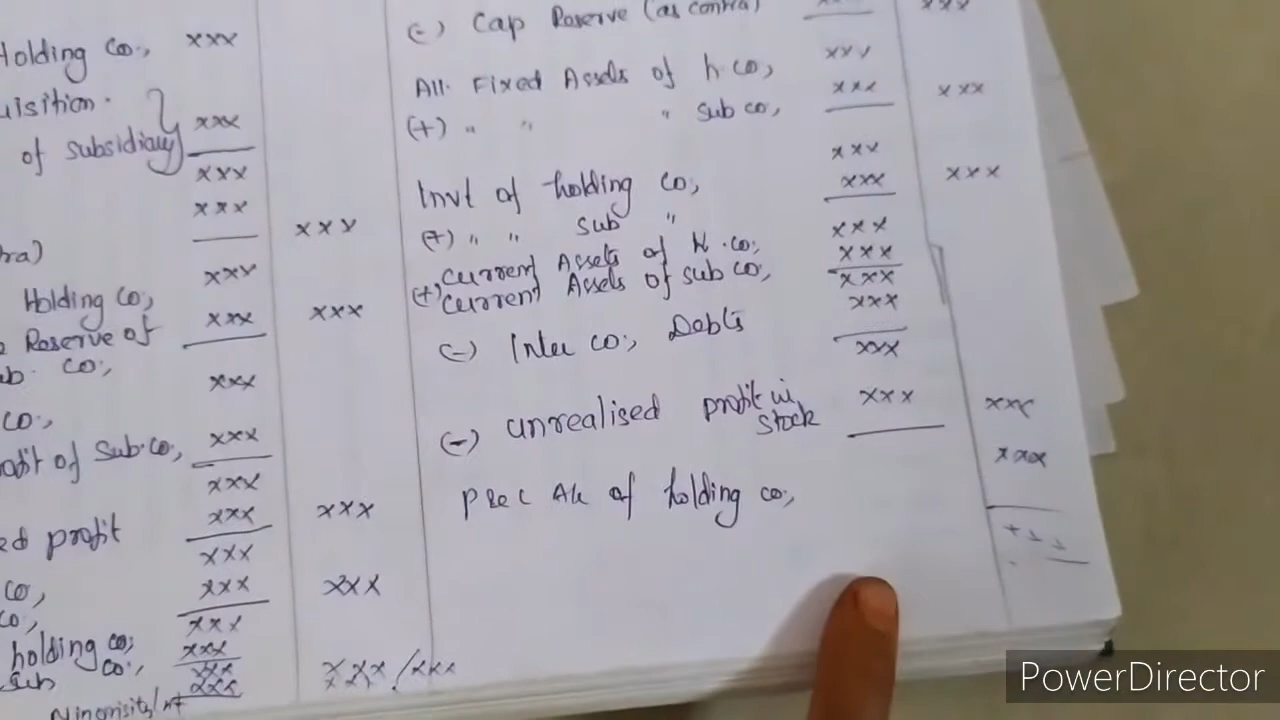 Holding Co., xxx
uisition.
of subsidiary xxx
xxx
xxx
xxx
ra)
xxx
Holding Co,
Reserve of xxx xxx
b. Co.,
xxx
Co.,
ofit of Sub.Co, xxx
xxx
xxx xxx
ed profit
xxx
Co, xxx xxx
Co.,
xxx
holding co; xxx
sub co., xxx
xxx xxx/xxx
(-) Cap Reserve (as contra) xxx
All Fixed Assets of h.co, xxx
(+) " " " sub co, xxx xxx
Invt of holding co, xxx
(+) " " sub " xxx xxx
Current Assets of H.co; xxx
(+) Current Assets of sub co, xxx
xxx
(-) Inter co., Debts xxx
xxx
(-) unrealised profit in stock xxx xxx
P&L A/c of holding co, xxx
PowerDirector